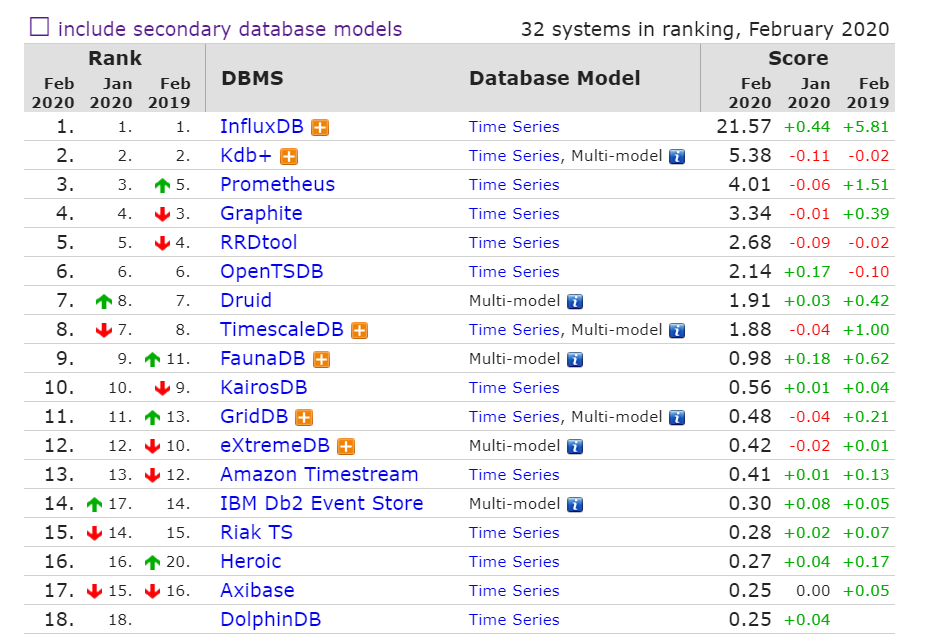 include secondary database models 32 systems in ranking, February 2020
Rank DBMS Database Model Score
Feb 2020 Jan 2020 Feb 2019 Feb 2020 Jan 2020 Feb 2019
1. 1. 1. InfluxDB Time Series 21.57 +0.44 +5.81
2. 2. 2. Kdb+ Time Series, Multi-model 5.38 -0.11 -0.02
3. 3. 5. Prometheus Time Series 4.01 -0.06 +1.51
4. 4. 3. Graphite Time Series 3.34 -0.01 +0.39
5. 5. 4. RRDtool Time Series 2.68 -0.09 -0.02
6. 6. 6. OpenTSDB Time Series 2.14 +0.17 -0.10
7. 8. 7. Druid Multi-model 1.91 +0.03 +0.42
8. 7. 8. TimescaleDB Time Series, Multi-model 1.88 -0.04 +1.00
9. 9. 11. FaunaDB Multi-model 0.98 +0.18 +0.62
10. 10. 9. KairosDB Time Series 0.56 +0.01 +0.04
11. 11. 13. GridDB Time Series, Multi-model 0.48 -0.04 +0.21
12. 12. 10. eXtremeDB Multi-model 0.42 -0.02 +0.01
13. 13. 12. Amazon Timestream Time Series 0.41 +0.01 +0.13
14. 17. 14. IBM Db2 Event Store Multi-model 0.30 +0.08 +0.05
15. 14. 15. Riak TS Time Series 0.28 +0.02 +0.07
16. 16. 20. Heroic Time Series 0.27 +0.04 +0.17
17. 15. 16. Axibase Time Series 0.25 0.00 +0.05
18. 18. DolphinDB Time Series 0.25 +0.04